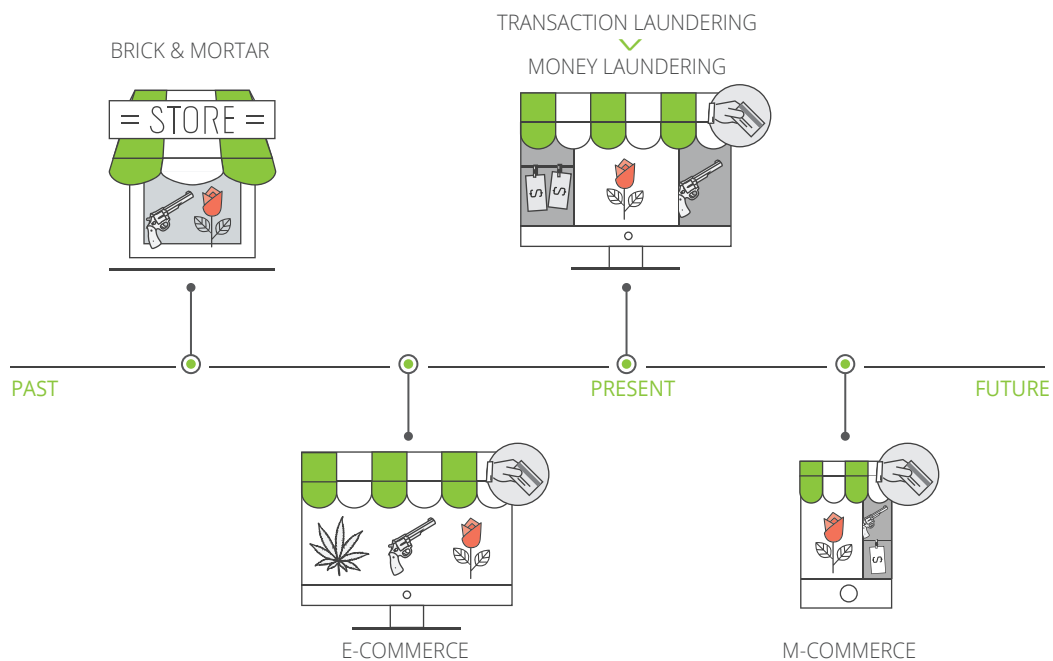 TRANSACTION LAUNDERING
BRICK & MORTAR
MONEY LAUNDERING
= STORE =
$ $
PAST
PRESENT
FUTURE
$
E-COMMERCE
M-COMMERCE